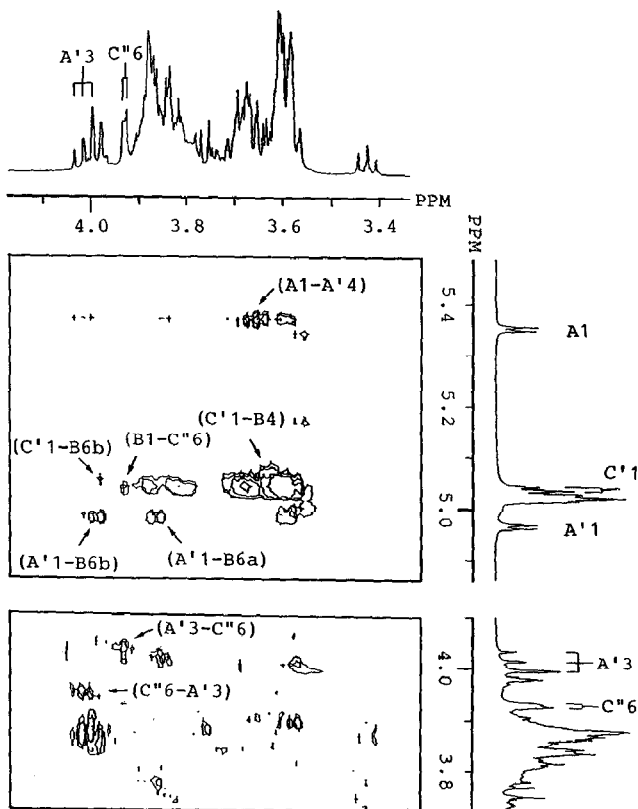 A'3 C"6
PPM
4.0 3.8 3.6 3.4
PPM
(A1-A'4)
5.4
A1
(C'1-B4)
5.2
(C'1-B6b)
(B1-C"6)
C'1
5.0
A'1
(A'1-B6b)
(A'1-B6a)
(A'3-C"6)
4.0
A'3
(C"6-A'3)
C"6
3.8